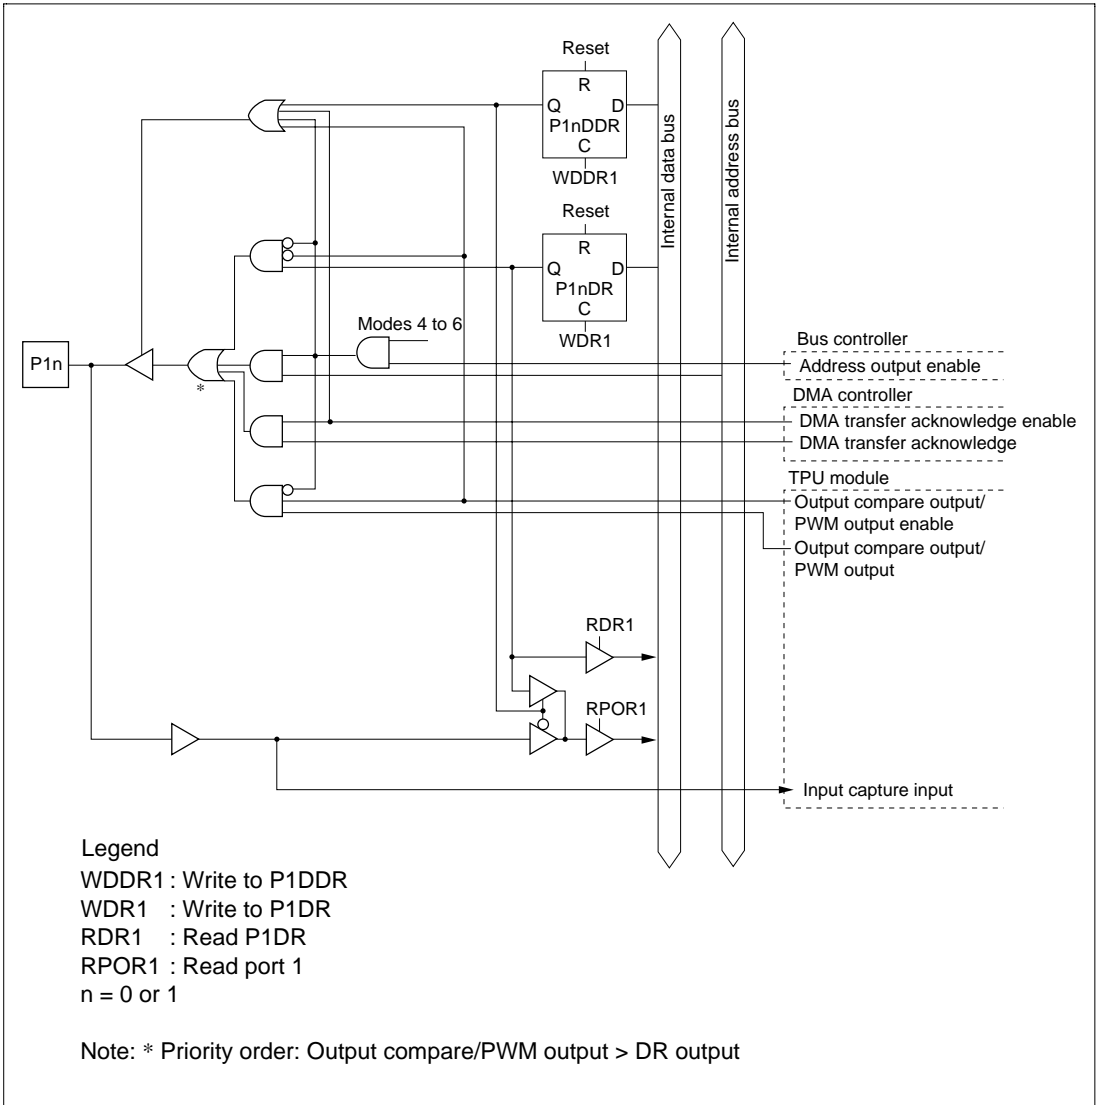 Reset
R
Q D
P1nDDR
C
WDDR1
Reset
R
Q D
P1nDR
C
WDR1
Internal data bus
Internal address bus
Modes 4 to 6
P1n
*
Bus controller
Address output enable
DMA controller
DMA transfer acknowledge enable
DMA transfer acknowledge
TPU module
Output compare output/
PWM output enable
Output compare output/
PWM output
RDR1
RPOR1
Input capture input
Legend
WDDR1 : Write to P1DDR
WDR1 : Write to P1DR
RDR1 : Read P1DR
RPOR1 : Read port 1
n = 0 or 1
Note: * Priority order: Output compare/PWM output > DR output